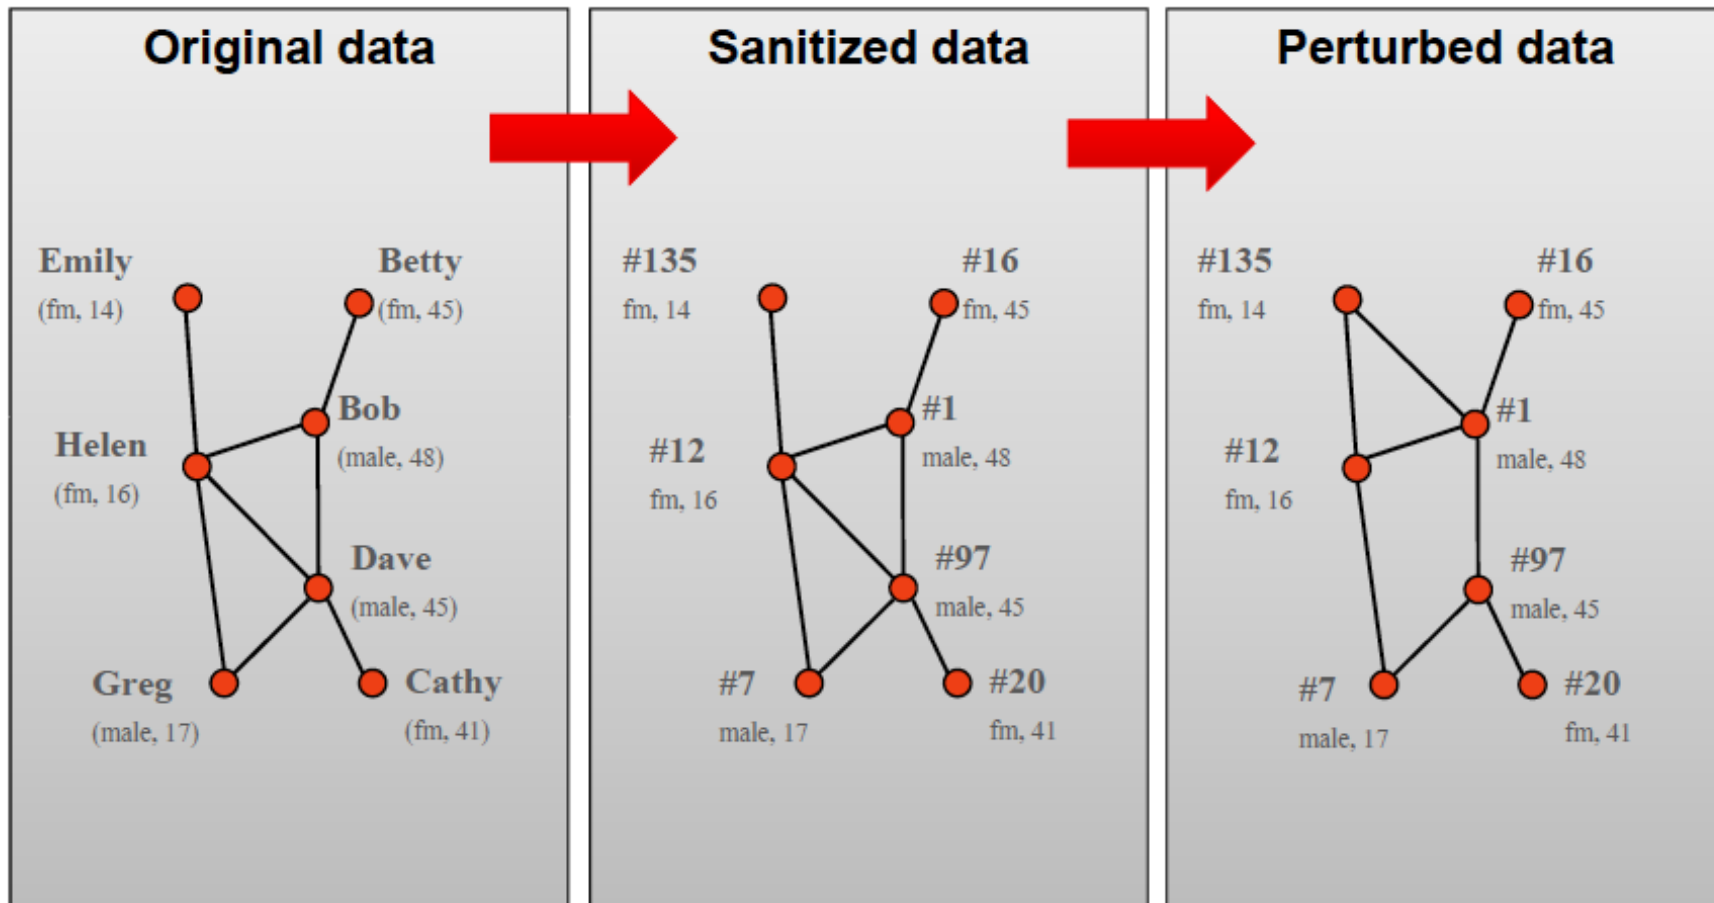 Original data
Emily
(fm, 14)
Betty
(fm, 45)
Bob
(male, 48)
Helen
(fm, 16)
Dave
(male, 45)
Greg
(male, 17)
Cathy
(fm, 41)
Sanitized data
#135
fm, 14
#16
fm, 45
#1
male, 48
#12
fm, 16
#97
male, 45
#7
male, 17
#20
fm, 41
Perturbed data
#135
fm, 14
#16
fm, 45
#1
male, 48
#12
fm, 16
#97
male, 45
#7
male, 17
#20
fm, 41